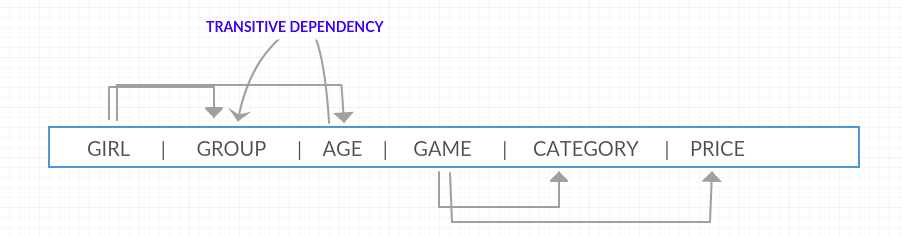 TRANSITIVE DEPENDENCY
GIRL | GROUP | AGE | GAME | CATEGORY | PRICE